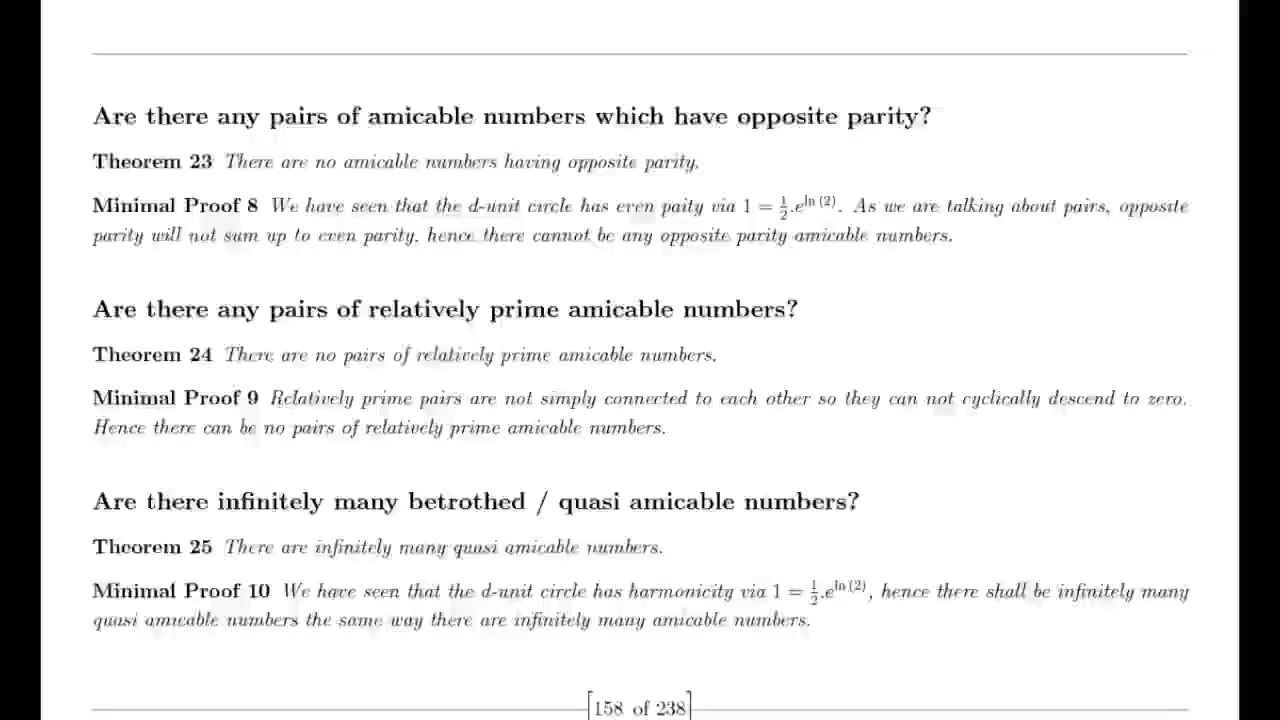 Are there any pairs of amicable numbers which have opposite parity?
Theorem 23 There are no amicable numbers having opposite parity.
Minimal Proof 8 We have seen that the d-unit circle has even paity via 1 = ½.e^ln (2). As we are talking about pairs, opposite
parity will not sum up to even parity. hence there cannot be any opposite parity amicable numbers.
Are there any pairs of relatively prime amicable numbers?
Theorem 24 There are no pairs of relatively prime amicable numbers.
Minimal Proof 9 Relatively prime pairs are not simply connected to each other so they can not cyclically descend to zero.
Hence there can be no pairs of relatively prime amicable numbers.
Are there infinitely many betrothed / quasi amicable numbers?
Theorem 25 There are infinitely many quasi amicable numbers.
Minimal Proof 10 We have seen that the d-unit circle has harmonicity via 1 = ½.e^ln (2), hence there shall be infinitely many
quasi amicable numbers the same way there are infinitely many amicable numbers.
[158 of 238]